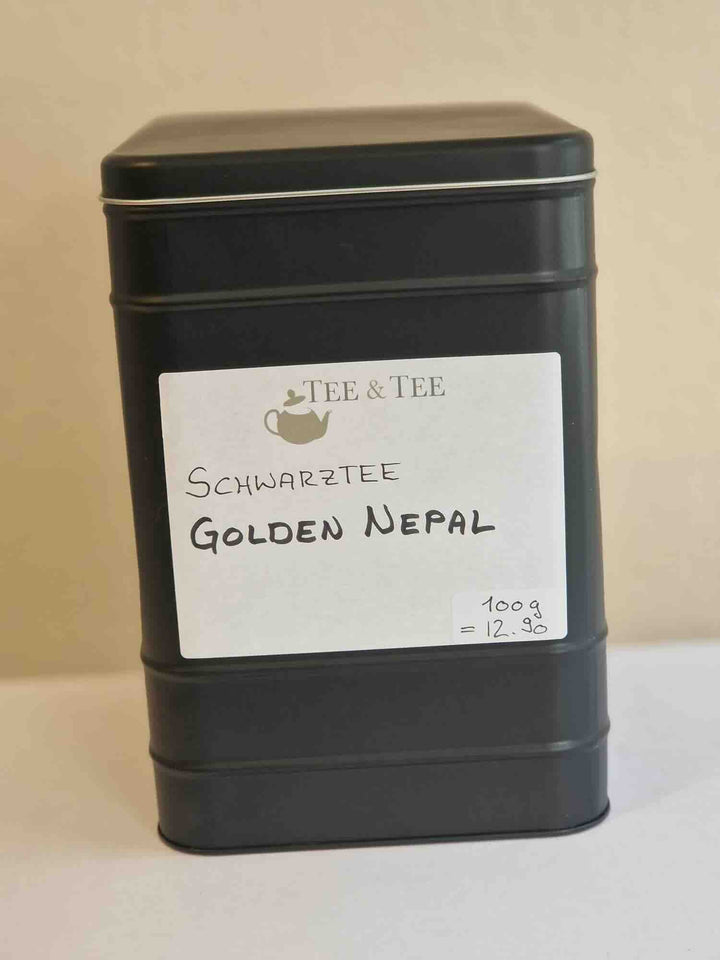 TEE & TEE
SCHWARZTEE
GOLDEN NEPAL
100g
= 12.90